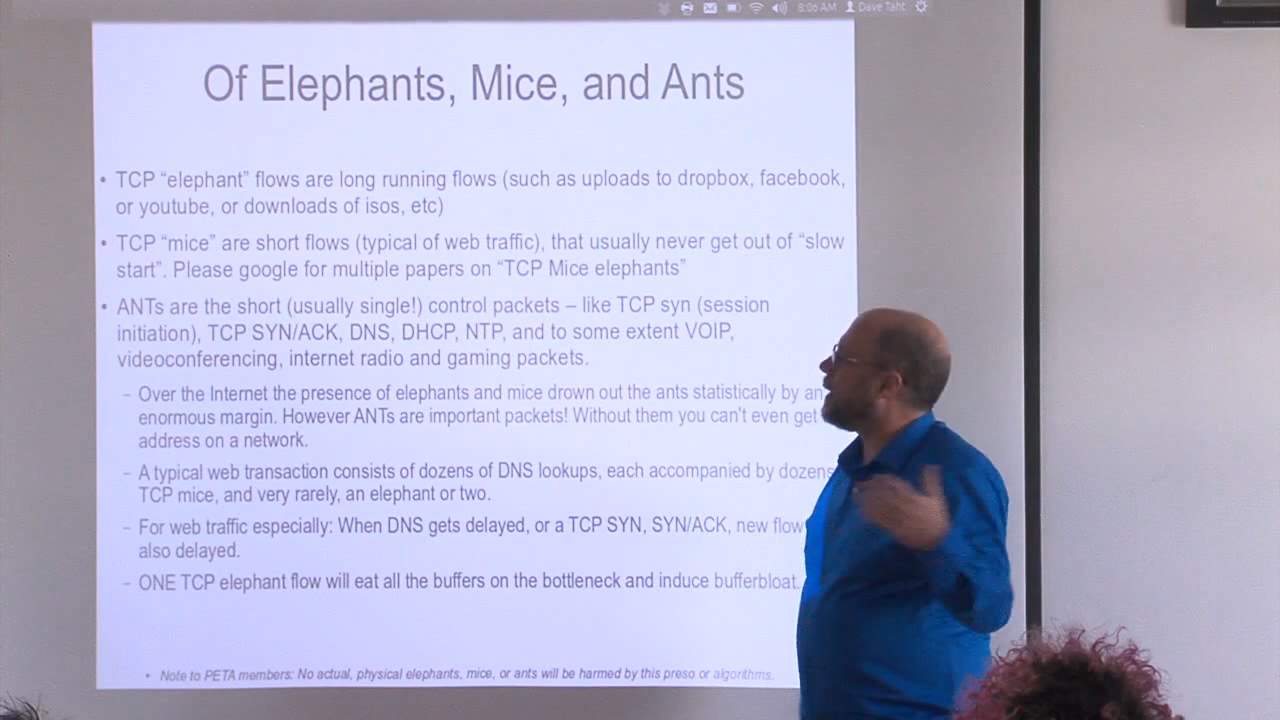 8:06 AM Dave Taht
Of Elephants, Mice, and Ants
• TCP “elephant” flows are long running flows (such as uploads to dropbox, facebook,
or youtube, or downloads of isos, etc)
• TCP “mice” are short flows (typical of web traffic), that usually never get out of “slow
start”. Please google for multiple papers on “TCP Mice elephants”
• ANTs are the short (usually single!) control packets – like TCP syn (session
initiation), TCP SYN/ACK, DNS, DHCP, NTP, and to some extent VOIP,
videoconferencing, internet radio and gaming packets.
– Over the Internet the presence of elephants and mice drown out the ants statistically by an
enormous margin. However ANTs are important packets! Without them you can't even get
address on a network.
– A typical web transaction consists of dozens of DNS lookups, each accompanied by dozens
TCP mice, and very rarely, an elephant or two.
– For web traffic especially: When DNS gets delayed, or a TCP SYN, SYN/ACK, new flow
also delayed.
– ONE TCP elephant flow will eat all the buffers on the bottleneck and induce bufferbloat.
• Note to PETA members: No actual, physical elephants, mice, or ants will be harmed by this preso or algorithms.